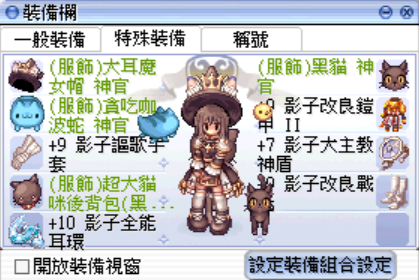 裝備欄
一般裝備
特殊裝備
稱號
(服飾)大耳魔
女帽 神官
(服飾)貪吃咖
波蛇 神官
+9 影子謳歌手
套
(服飾)超大貓
咪後背包(黑...
+10 影子全能
耳環
(服飾)黑貓 神
官
影子改良鎧
甲 II
+7 影子大主教
神盾
影子改良戰
開放裝備視窗
設定裝備組合設定